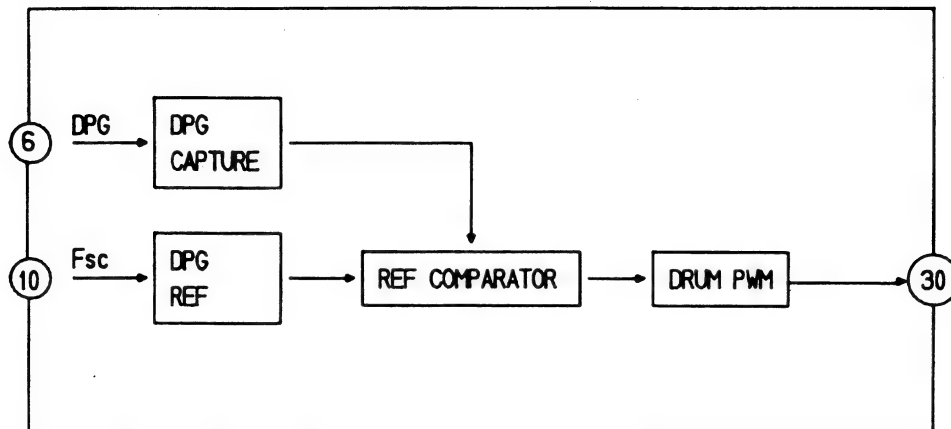 6
DPG
DPG
CAPTURE
10
Fsc
DPG
REF
REF COMPARATOR
DRUM PWM
30